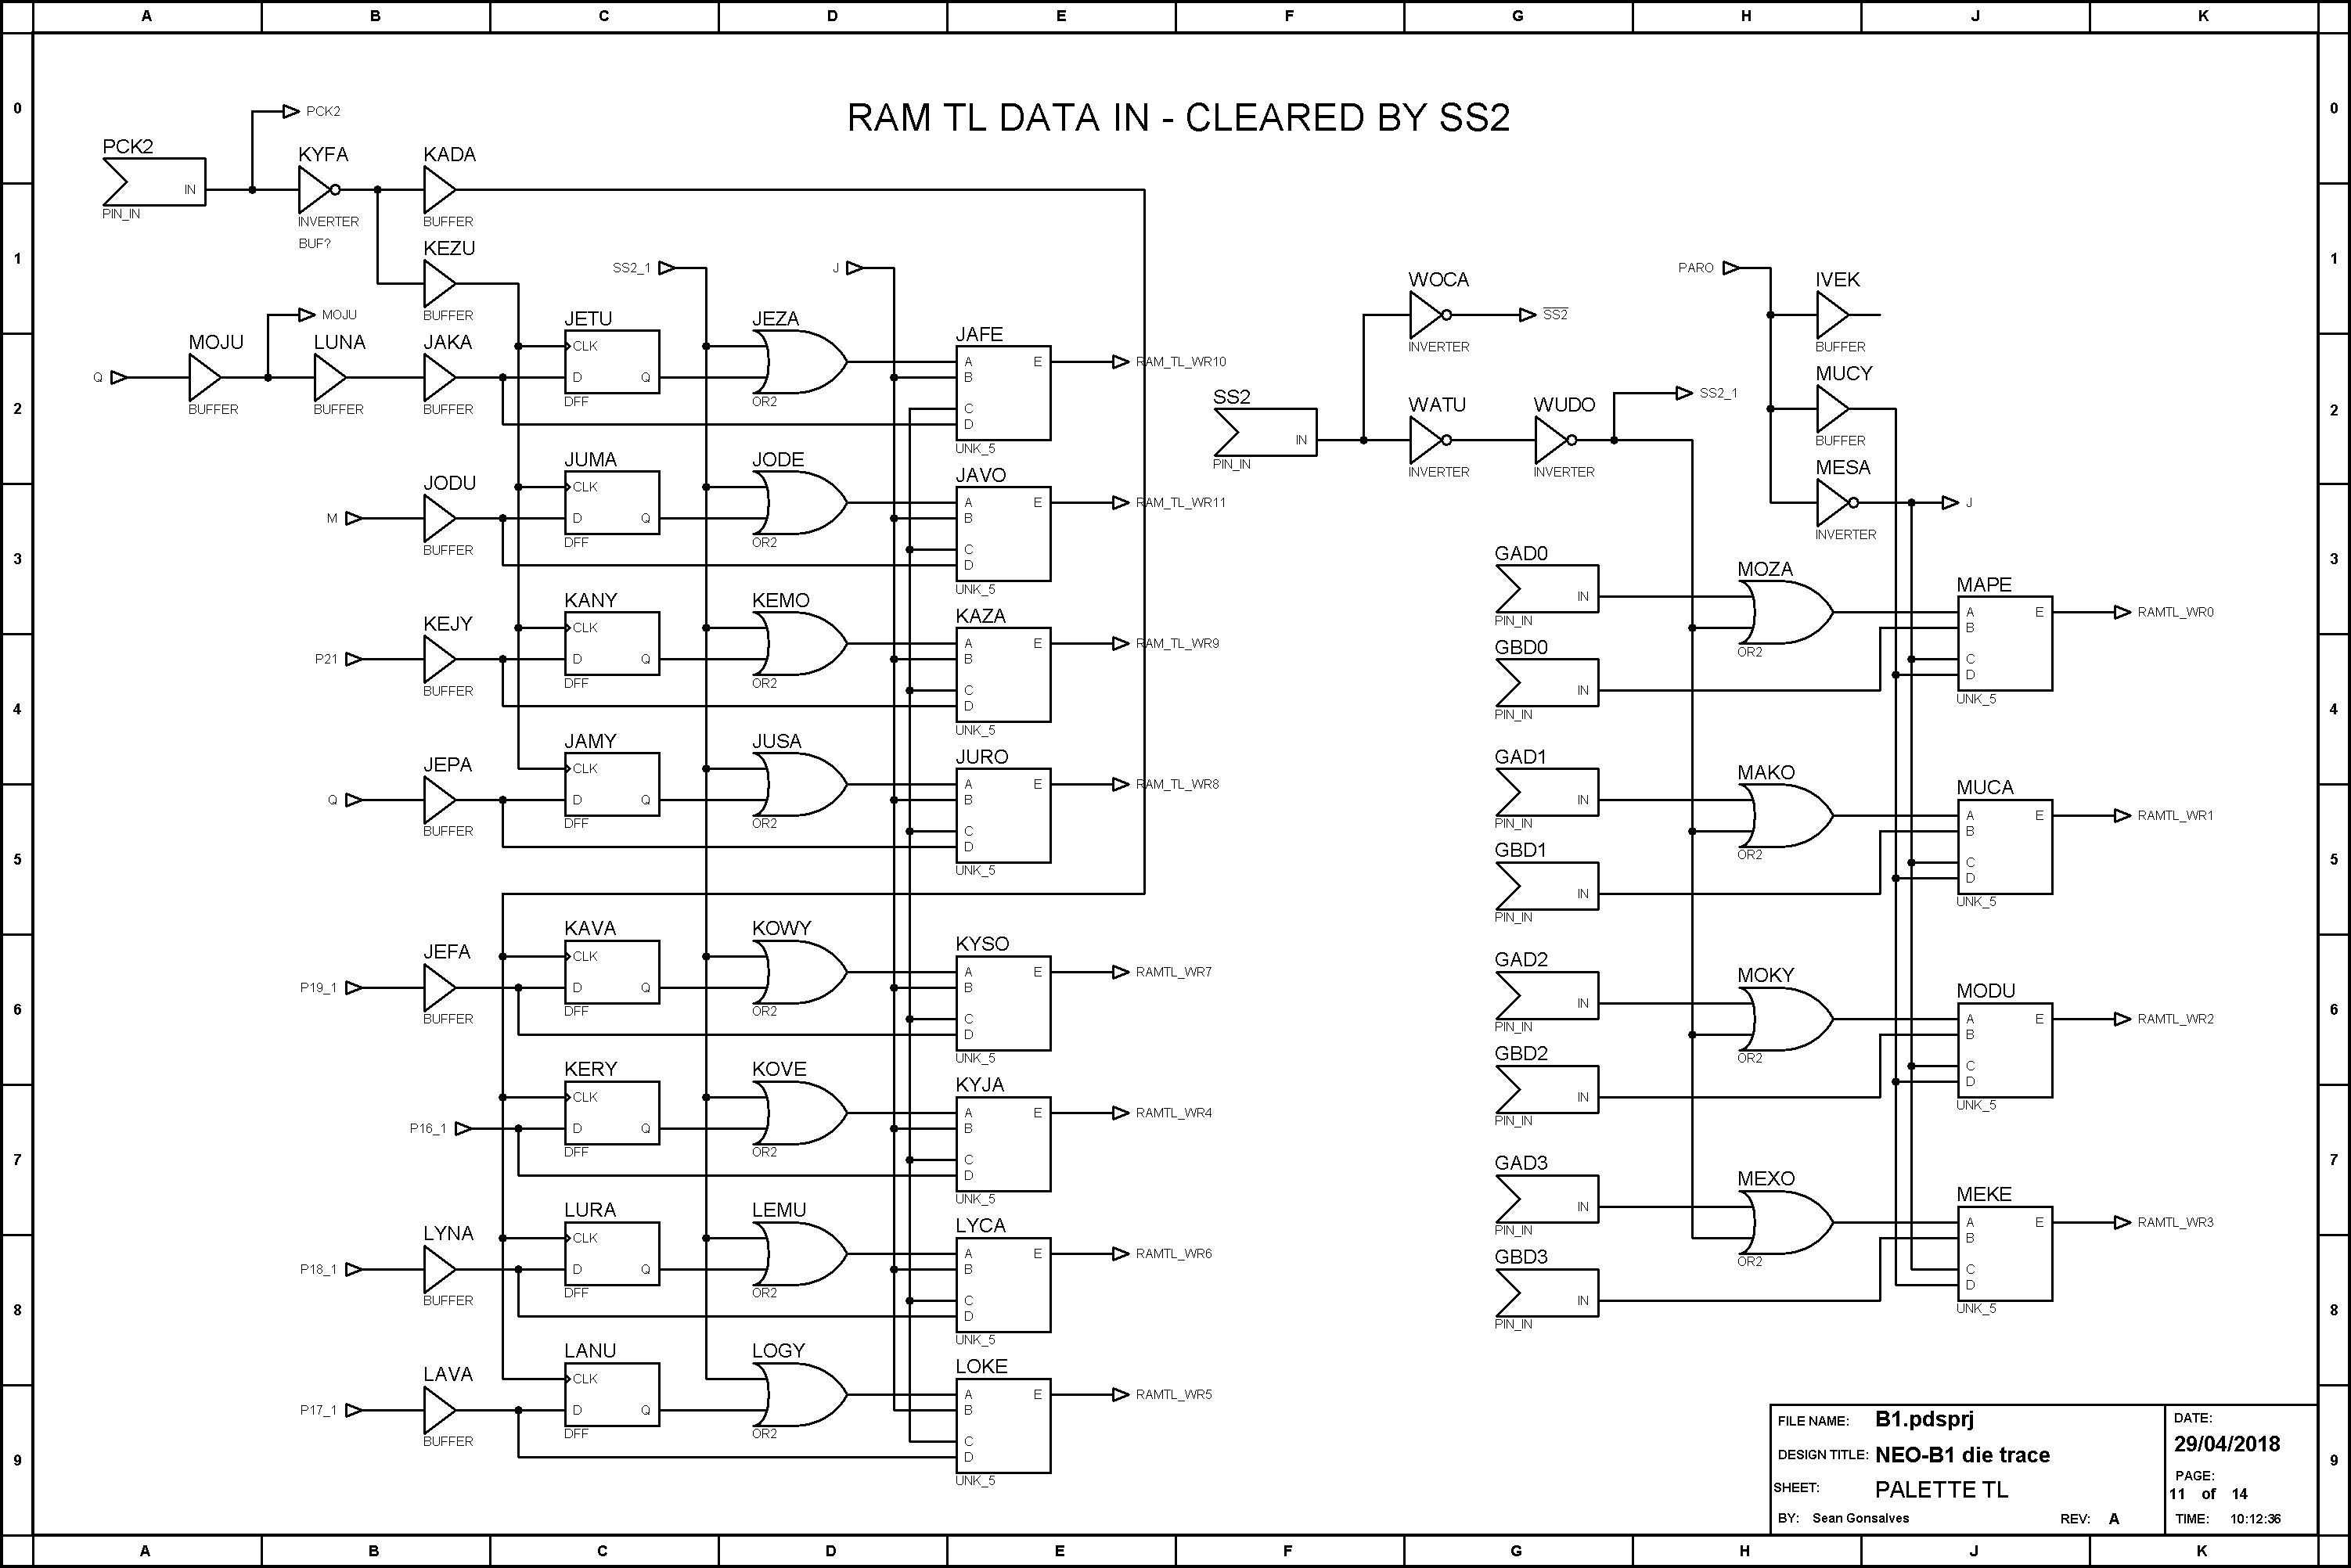 A B C D E F G H J K
0 0
RAM TL DATA IN - CLEARED BY SS2
PCK2
PCK2
IN
PIN_IN
KYFA
INVERTER
BUF?
KADA
BUFFER
KEZU
BUFFER
1 1
SS2_1
J
MOJU
Q
MOJU
BUFFER
LUNA
BUFFER
JAKA
BUFFER
JETU
CLK
D Q
DFF
JEZA
OR2
JAFE
A E
B
C
D
UNK_5
RAM_TL_WR10
2 2
M
JODU
BUFFER
JUMA
CLK
D Q
DFF
JODE
OR2
JAVO
A E
B
C
D
UNK_5
RAM_TL_WR11
3 3
P21
KEJY
BUFFER
KANY
CLK
D Q
DFF
KEMO
OR2
KAZA
A E
B
C
D
UNK_5
RAM_TL_WR9
4 4
Q
JEPA
BUFFER
JAMY
CLK
D Q
DFF
JUSA
OR2
JURO
A E
B
C
D
UNK_5
RAM_TL_WR8
5 5
P19_1
JEFA
BUFFER
KAVA
CLK
D Q
DFF
KOWY
OR2
KYSO
A E
B
C
D
UNK_5
RAMTL_WR7
6 6
P16_1
KERY
CLK
D Q
DFF
KOVE
OR2
KYJA
A E
B
C
D
UNK_5
RAMTL_WR4
7 7
P18_1
LYNA
BUFFER
LURA
CLK
D Q
DFF
LEMU
OR2
LYCA
A E
B
C
D
UNK_5
RAMTL_WR6
8 8
P17_1
LAVA
BUFFER
LANU
CLK
D Q
DFF
LOGY
OR2
LOKE
A E
B
C
D
UNK_5
RAMTL_WR5
9 9
SS2
IN
PIN_IN
WOCA
INVERTER
SS2
WATU
INVERTER
WUDO
INVERTER
SS2_1
PARO
IVEK
BUFFER
MUCY
BUFFER
MESA
INVERTER
J
GAD0
IN
PIN_IN
GBD0
IN
PIN_IN
MOZA
OR2
MAPE
A E
B
C
D
UNK_5
RAMTL_WR0
GAD1
IN
PIN_IN
GBD1
IN
PIN_IN
MAKO
OR2
MUCA
A E
B
C
D
UNK_5
RAMTL_WR1
GAD2
IN
PIN_IN
GBD2
IN
PIN_IN
MOKY
OR2
MODU
A E
B
C
D
UNK_5
RAMTL_WR2
GAD3
IN
PIN_IN
GBD3
IN
PIN_IN
MEXO
OR2
MEKE
A E
B
C
D
UNK_5
RAMTL_WR3
FILE NAME: B1.pdsprj
DESIGN TITLE: NEO-B1 die trace
SHEET: PALETTE TL
BY: Sean Gonsalves REV: A
DATE:
29/04/2018
PAGE:
11 of 14
TIME: 10:12:36
A B C D E F G H J K